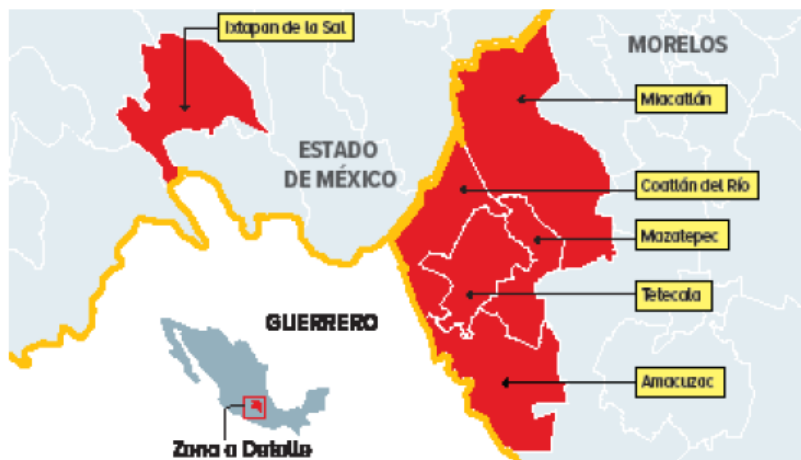 Ixtapan de la Sal
MORELOS
Miacatlán
ESTADO
DE MÉXICO
Coatlán del Río
Mazatepec
Tetecala
GUERRERO
Amacuzac
Zona a Detalle